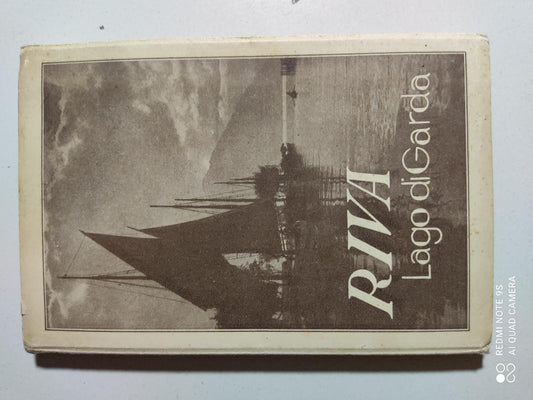 RIVA
Lago di Garda
REDMI NOTE 9S
AI QUAD CAMERA